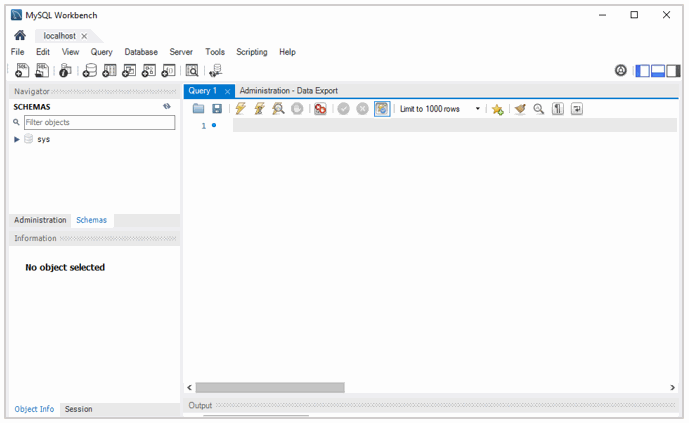 MySQL Workbench
localhost
File Edit View Query Database Server Tools Scripting Help
Navigator
Query 1 Administration - Data Export
SCHEMAS
Limit to 1000 rows
Filter objects
1
sys
Administration Schemas
Information
No object selected
Output
Object Info Session